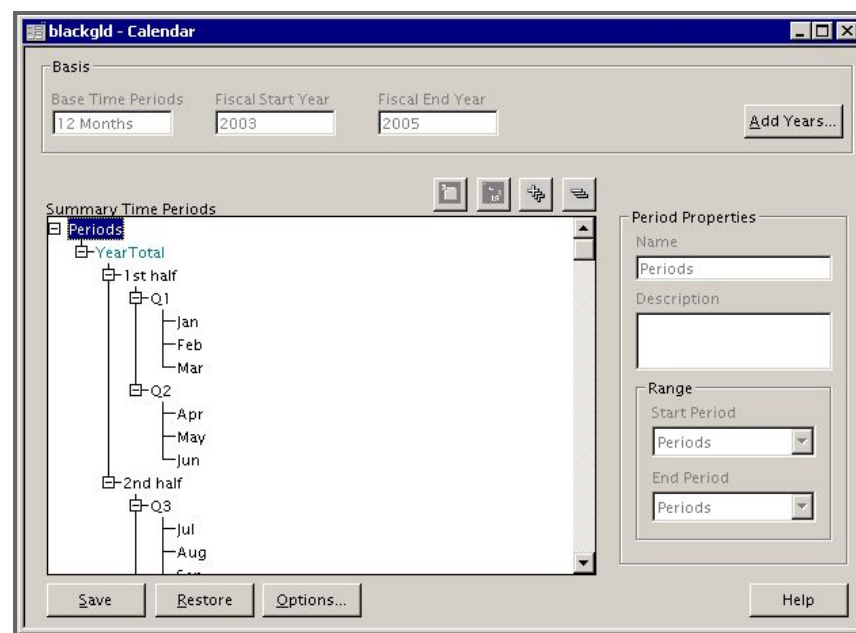 blackgld - Calendar
Basis
Base Time Periods Fiscal Start Year Fiscal End Year
12 Months 2003 2005
Add Years...
Summary Time Periods
Periods
YearTotal
1st half
Q1
Jan
Feb
Mar
Q2
Apr
May
Jun
2nd half
Q3
Jul
Aug
Period Properties
Name
Periods
Description
Range
Start Period
Periods
End Period
Periods
Save Restore Options... Help